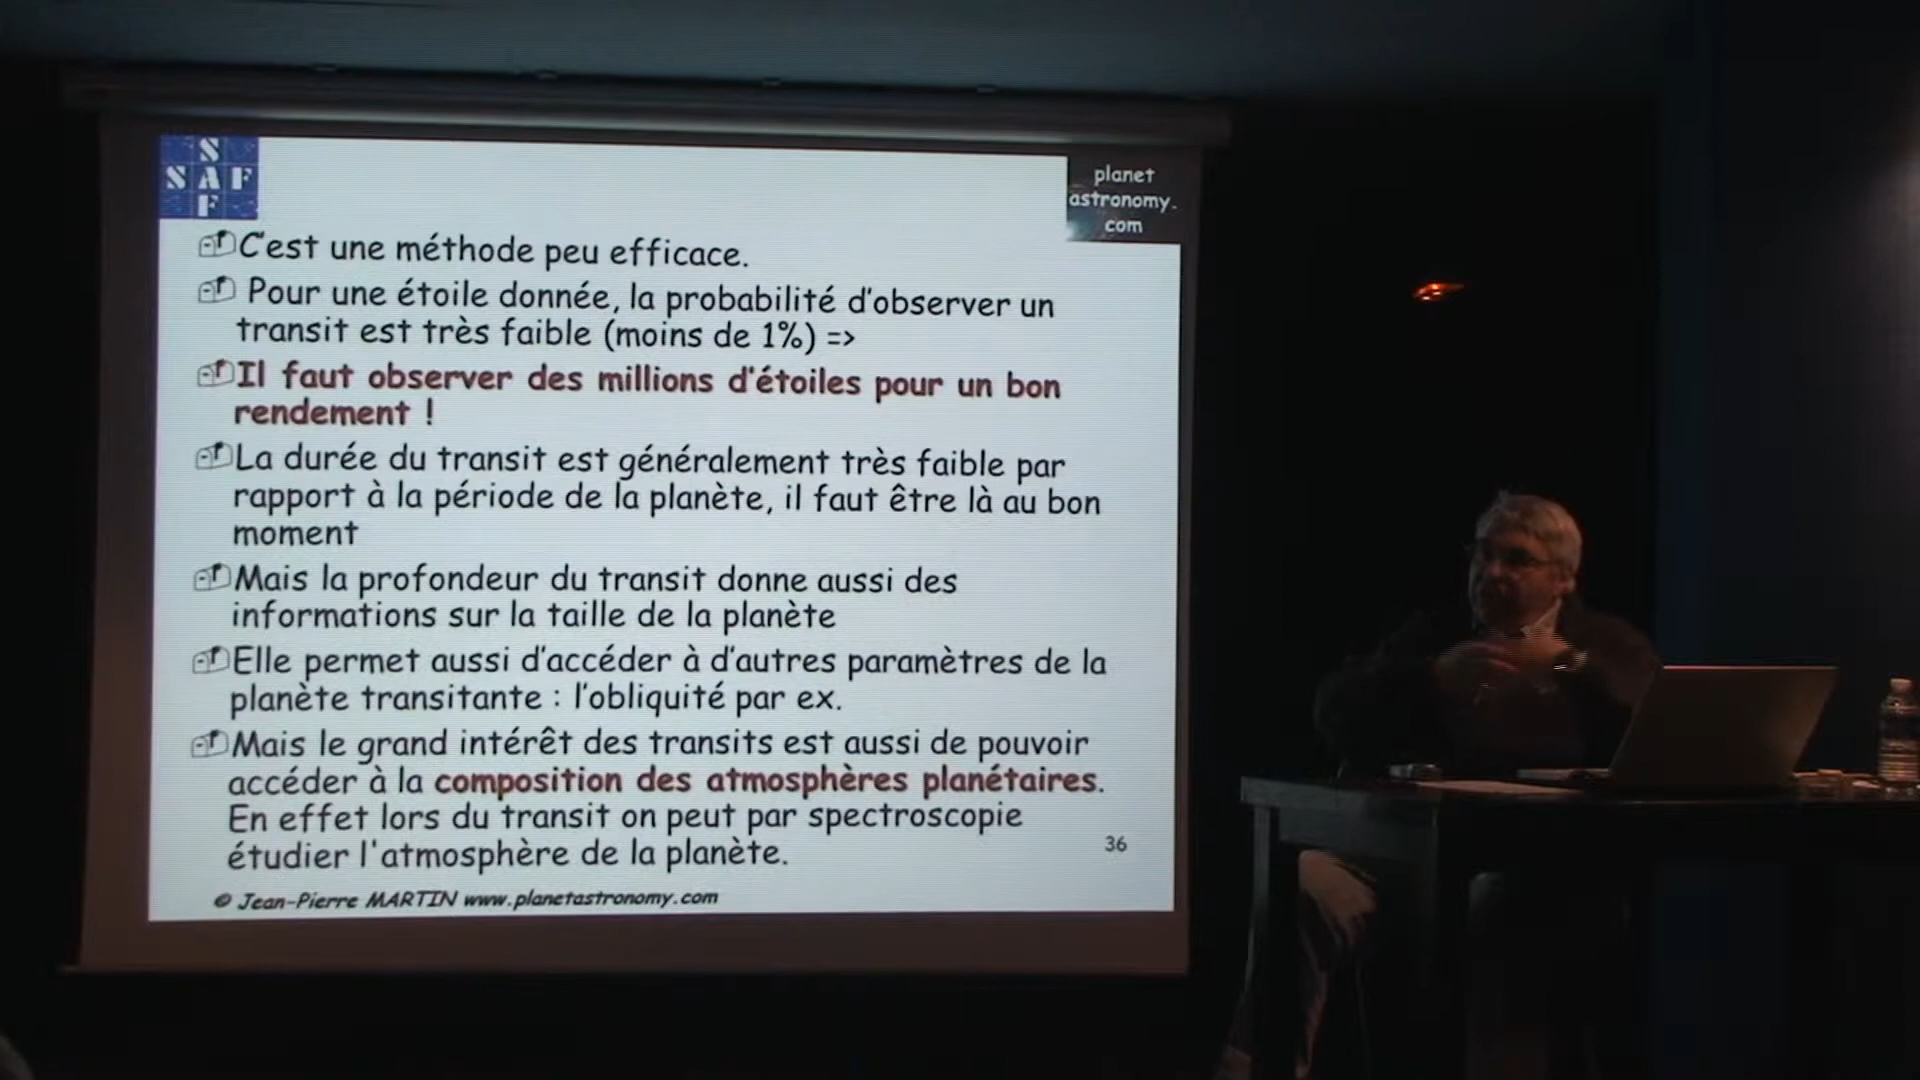 S
SAF
F
planet
astronomy.
com
C'est une méthode peu efficace.
Pour une étoile donnée, la probabilité d'observer un
transit est très faible (moins de 1%) =>
Il faut observer des millions d'étoiles pour un bon
rendement !
La durée du transit est généralement très faible par
rapport à la période de la planète, il faut être là au bon
moment
Mais la profondeur du transit donne aussi des
informations sur la taille de la planète
Elle permet aussi d'accéder à d'autres paramètres de la
planète transitante : l'obliquité par ex.
Mais le grand intérêt des transits est aussi de pouvoir
accéder à la composition des atmosphères planétaires.
En effet lors du transit on peut par spectroscopie
étudier l'atmosphère de la planète.
36
© Jean-Pierre MARTIN www.planetastronomy.com